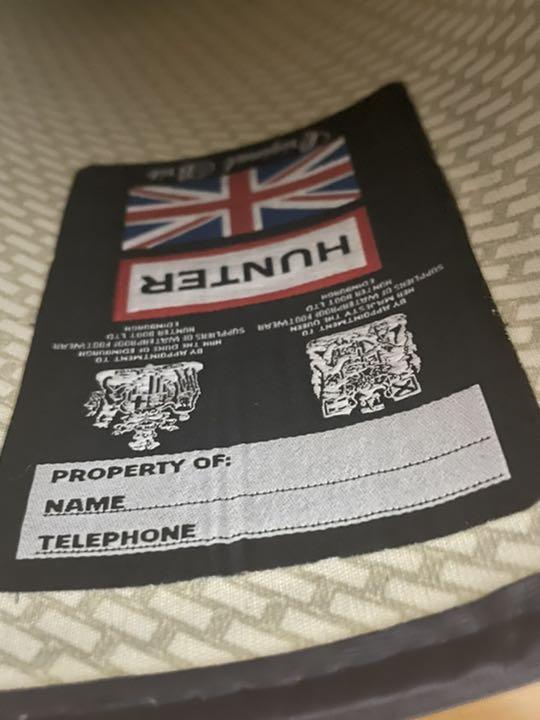 Original
HUNTER
BY APPOINTMENT TO
HER MAJESTY THE QUEEN
SUPPLIERS OF WATERPROOF FOOTWEAR
HUNTER BOOT LTD
EDINBURGH
BY APPOINTMENT TO
HRH THE DUKE OF EDINBURGH
SUPPLIERS OF WATERPROOF FOOTWEAR
HUNTER BOOT LTD
EDINBURGH
PROPERTY OF:
NAME
TELEPHONE